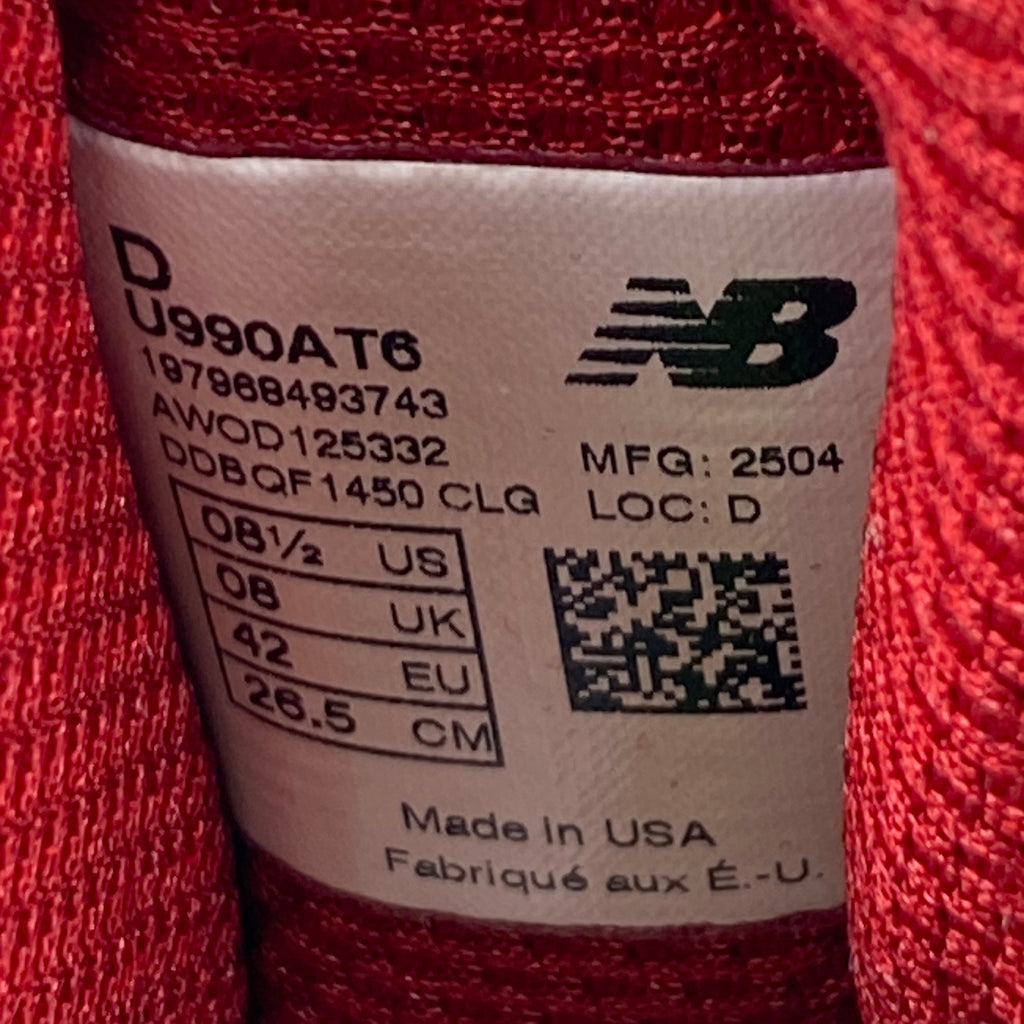 D
U990AT6
197968493743
AWOD125332
DDBQF1450 CLG
NB
MFG: 2504
LOC: D
08½ US
08 UK
42 EU
26.5 CM
Made in USA
Fabriqué aux É.-U.